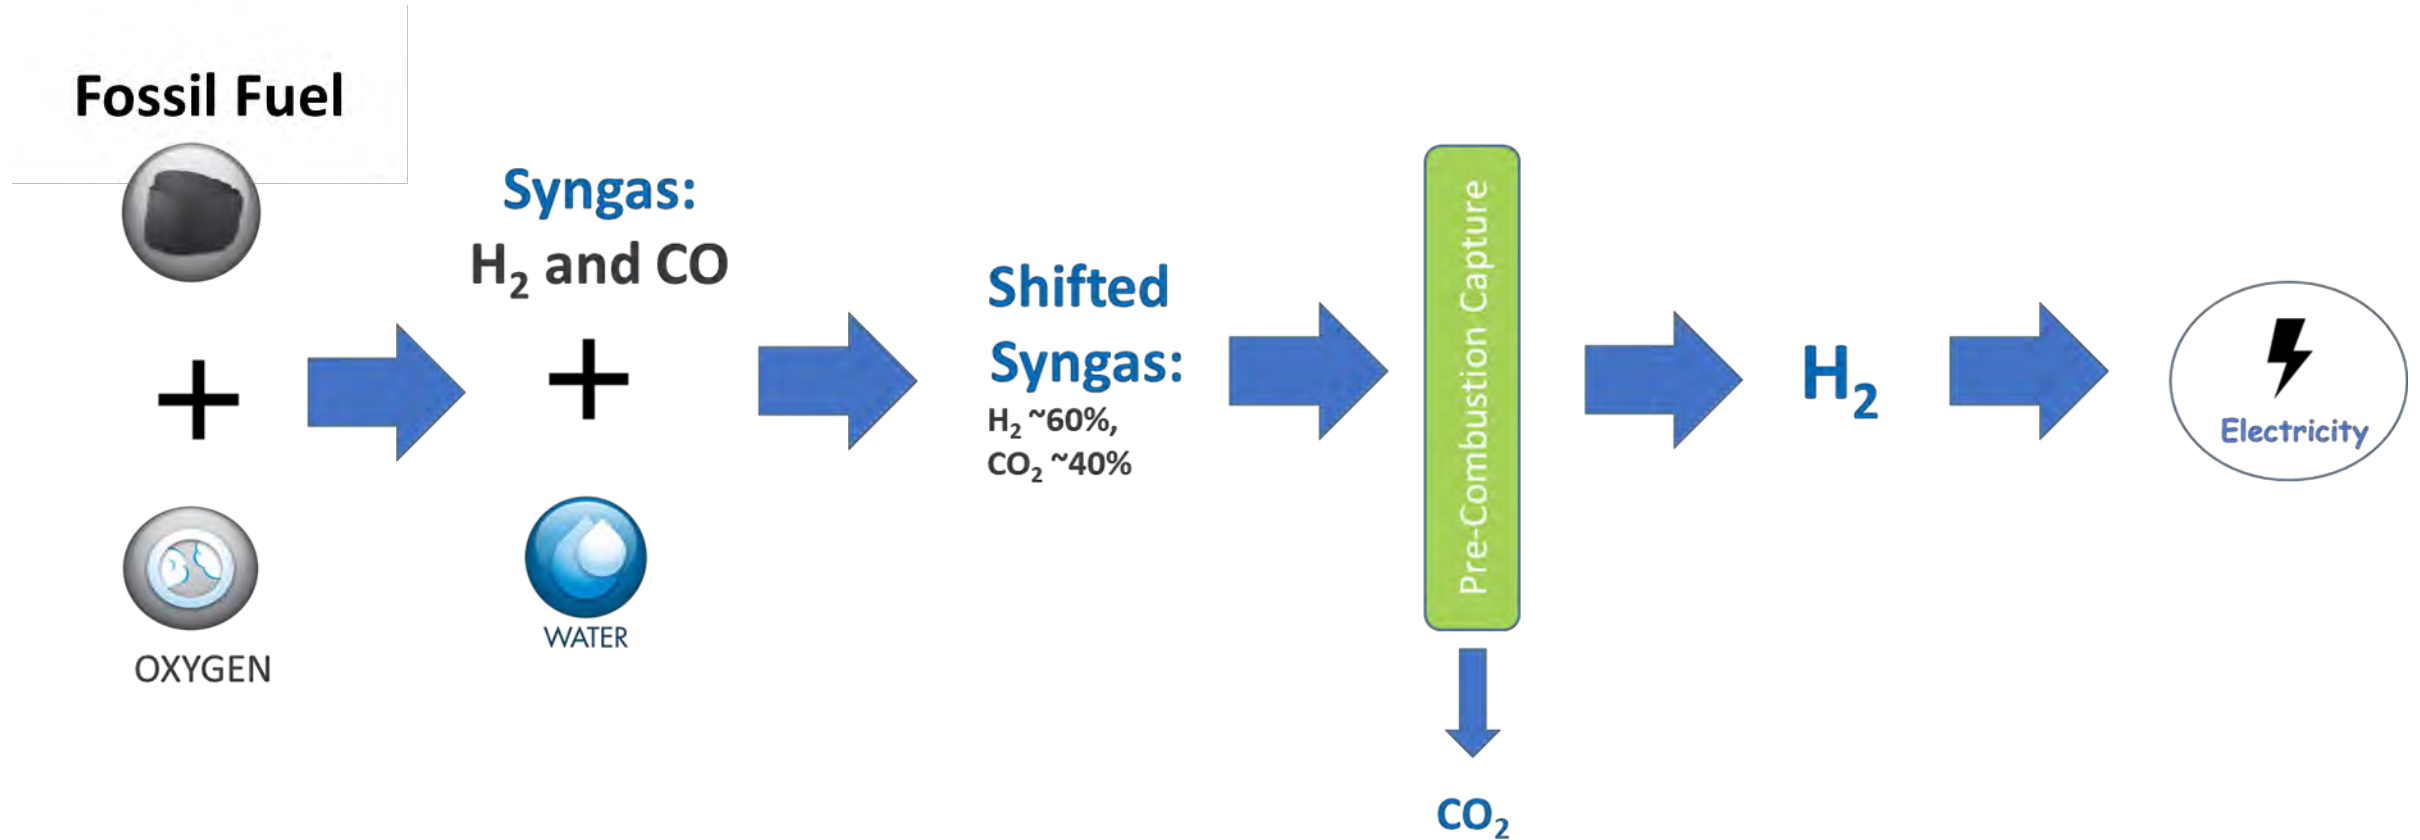 Fossil Fuel
OXYGEN
Syngas:
H₂ and CO
WATER
Shifted
Syngas:
H₂ ~60%,
CO₂ ~40%
Pre-Combustion Capture
CO₂
H₂
Electricity